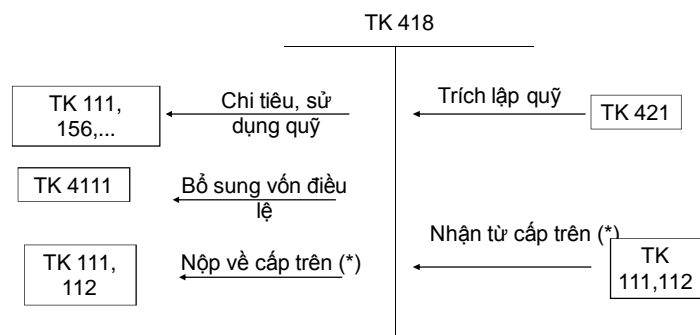 TK 418
TK 111,
156,...
Chi tiêu, sử
dụng quỹ
Trích lập quỹ
TK 421
TK 4111
Bổ sung vốn điều
lệ
Nhận từ cấp trên (*)
TK 111,
112
Nộp về cấp trên (*)
TK
111,112